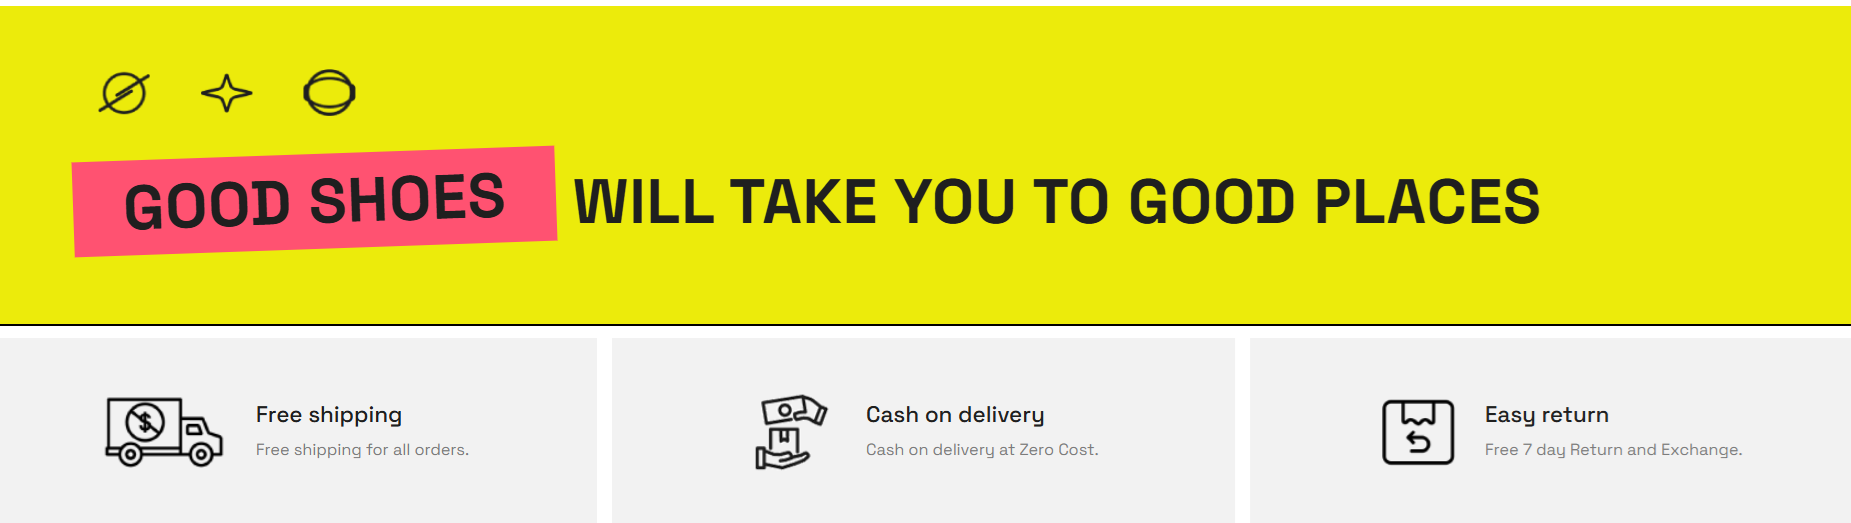 GOOD SHOES WILL TAKE YOU TO GOOD PLACES
$
Free shipping
Free shipping for all orders.
Cash on delivery
Cash on delivery at Zero Cost.
Easy return
Free 7 day Return and Exchange.